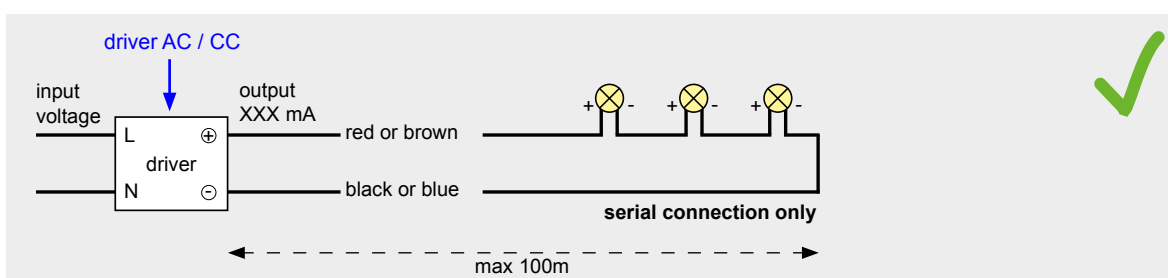 driver AC / CC
input
voltage
output
XXX mA
+ - + - + -
L + red or brown
driver
N - black or blue
serial connection only
max 100m